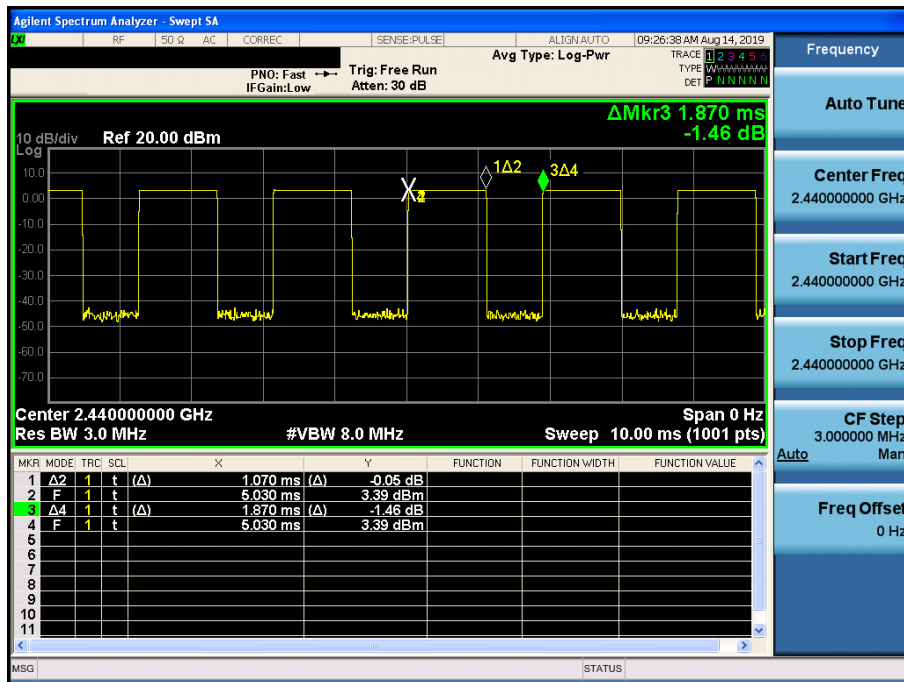 Agilent Spectrum Analyzer - Swept SA
LXI RF 50 Ω AC CORREC SENSE:PULSE ALIGN AUTO 09:26:38 AM Aug 14, 2019
PNO: Fast Trig: Free Run Avg Type: Log-Pwr TRACE 1 2 3 4 5 6
IFGain:Low Atten: 30 dB TYPE WWWWWW
DET P N N N N N
ΔMkr3 1.870 ms
-1.46 dB
10 dB/div Ref 20.00 dBm
Log
10.0
0.00
-10.0
-20.0
-30.0
-40.0
-50.0
-60.0
-70.0
1Δ2
3Δ4
Center 2.440000000 GHz Span 0 Hz
Res BW 3.0 MHz #VBW 8.0 MHz Sweep 10.00 ms (1001 pts)
MKR MODE TRC SCL X Y FUNCTION FUNCTION WIDTH FUNCTION VALUE
1 Δ2 1 t (Δ) 1.070 ms (Δ) -0.05 dB
2 F 1 t 5.030 ms 3.39 dBm
3 Δ4 1 t (Δ) 1.870 ms (Δ) -1.46 dB
4 F 1 t 5.030 ms 3.39 dBm
5
6
7
8
9
10
11
MSG STATUS
Frequency
Auto Tune
Center Freq
2.440000000 GHz
Start Freq
2.440000000 GHz
Stop Freq
2.440000000 GHz
CF Step
3.000000 MHz
Auto Man
Freq Offset
0 Hz